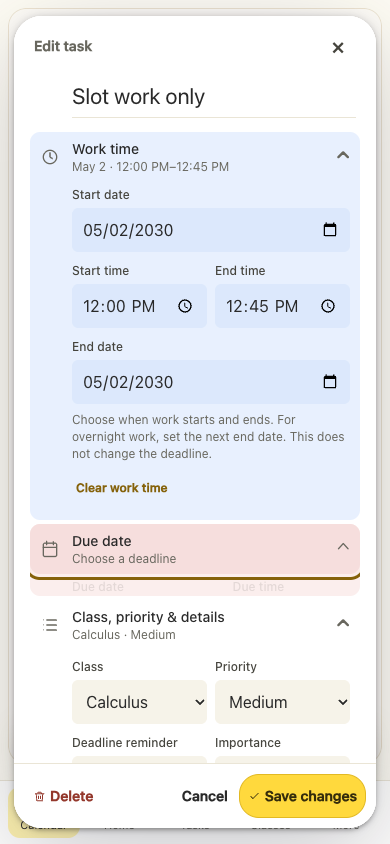 Edit task
Slot work only
Work time
May 2 · 12:00 PM–12:45 PM
Start date
05/02/2030
Start time End time
12:00 PM 12:45 PM
End date
05/02/2030
Choose when work starts and ends. For
overnight work, set the next end date. This does
not change the deadline.
Clear work time
Due date
Choose a deadline
Due date Due time
Class, priority & details
Calculus · Medium
Class Priority
Calculus Medium
Deadline reminder Importance
Delete Cancel Save changes